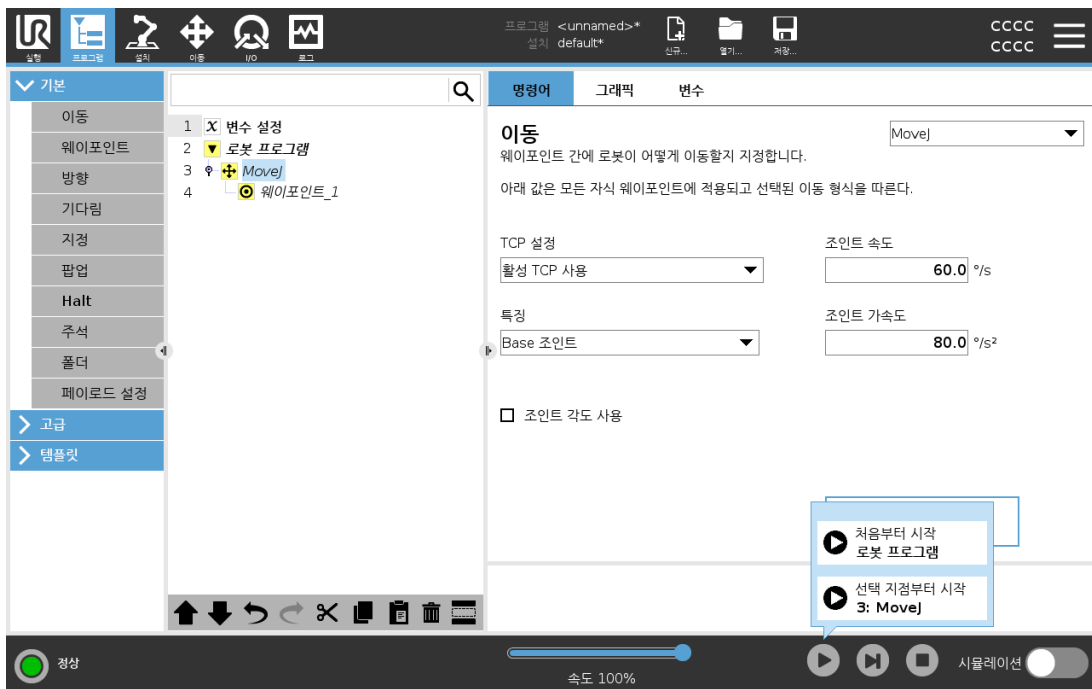 UR
실행
프로그램
설치
이동
I/O
로그
프로그램 <unnamed>*
설치 default*
신규...
열기...
저장...
CCCC
CCCC
기본
이동
웨이포인트
방향
기다림
지정
팝업
Halt
주석
폴더
페이로드 설정
고급
템플릿
1 X 변수 설정
2 로봇 프로그램
3 MoveJ
4 웨이포인트_1
명령어 그래픽 변수
이동
MoveJ
웨이포인트 간에 로봇이 어떻게 이동할지 지정합니다.
아래 값은 모든 자식 웨이포인트에 적용되고 선택된 이동 형식을 따른다.
TCP 설정
조인트 속도
활성 TCP 사용
60.0 °/s
특징
조인트 가속도
Base 조인트
80.0 °/s²
조인트 각도 사용
처음부터 시작
로봇 프로그램
선택 지점부터 시작
3: MoveJ
정상
속도 100%
시뮬레이션